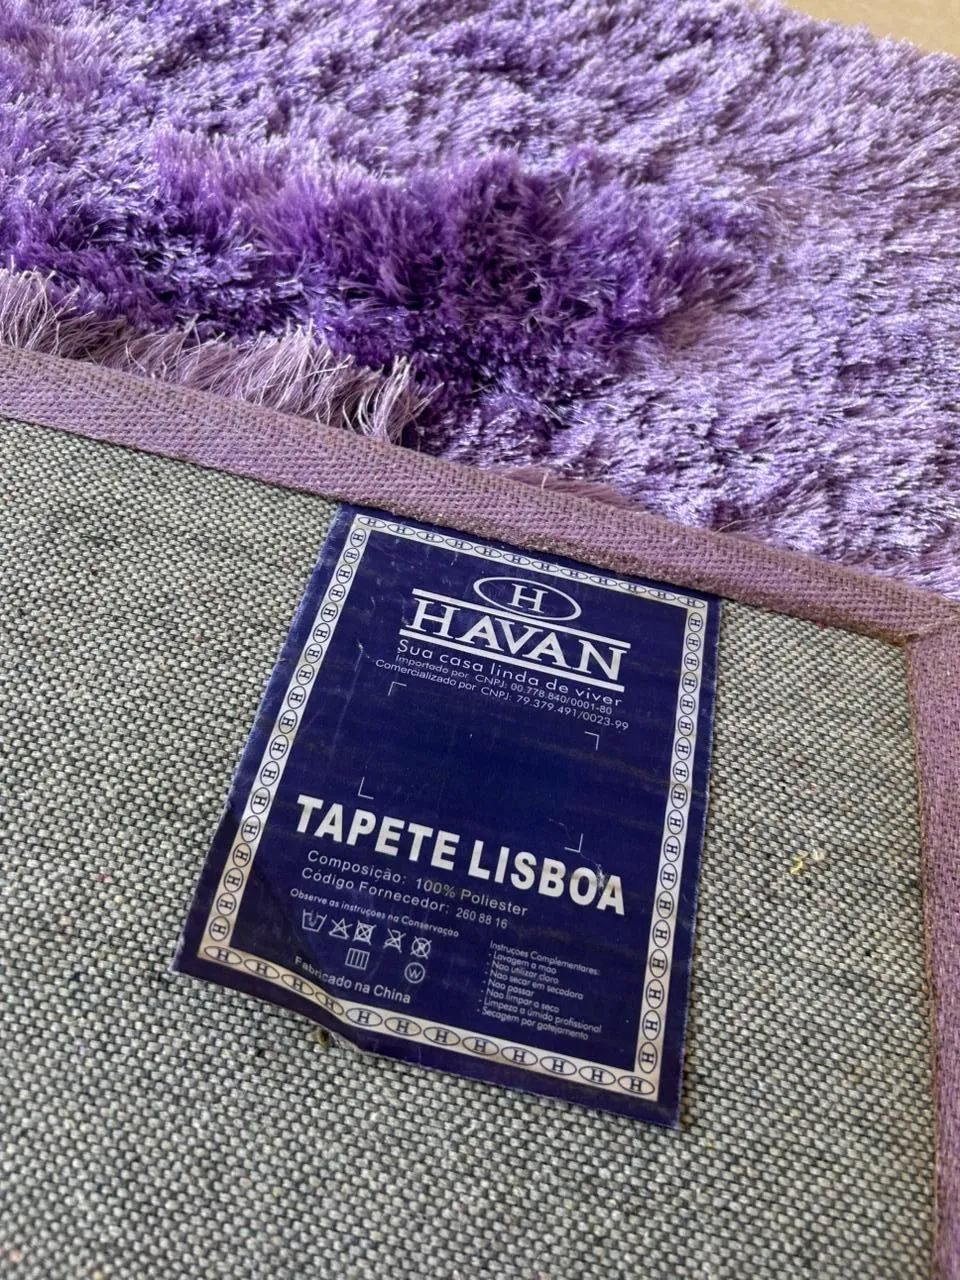 H
HAVAN
Sua casa linda de viver
Importado por CNPJ: 00.778.840/0001-80
Comercializado por CNPJ: 79.379.491/0023-99
TAPETE LISBOA
Composição: 100% Poliester
Código Fornecedor: 260 88 16
Observe as instruções na Conservação
W
Fabricado na China
Instruções Complementares:
- Lavagem a mão
- Não utilizar cloro
- Não secar em secadora
- Não passar
- Não limpar a seco
- Limpeza a úmido profissional
- Secagem por gotejamento